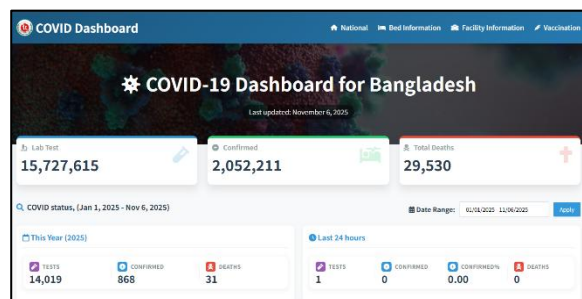 COVID Dashboard
National Bed Information Facility Information Vaccination
COVID-19 Dashboard for Bangladesh
Last updated: November 6, 2025
Lab Test
15,727,615
Confirmed
2,052,211
Total Deaths
29,530
COVID status, (Jan 1, 2025 - Nov 6, 2025)
Date Range: 01/01/2025 11/06/2025 Apply
This Year (2025)
TESTS CONFIRMED DEATHS
14,019 868 31
Last 24 hours
TESTS CONFIRMED CONFIRMED% DEATHS
1 0 0.00 0